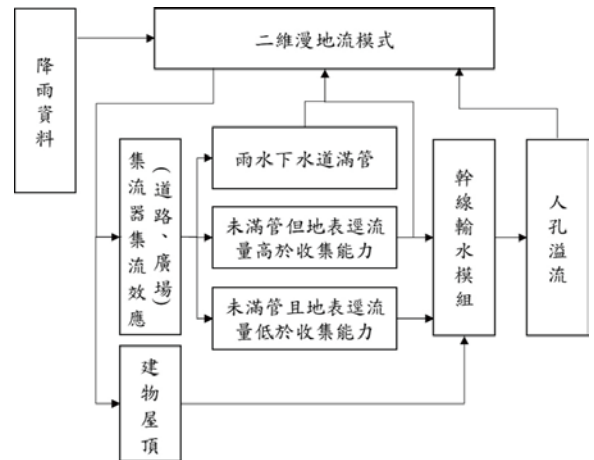 二維漫地流模式
降雨資料
集流器集流效應
(道路、廣場)
雨水下水道滿管
未滿管但地表逕流
量高於收集能力
未滿管且地表逕流
量低於收集能力
幹線輸水模組
人孔溢流
建物屋頂